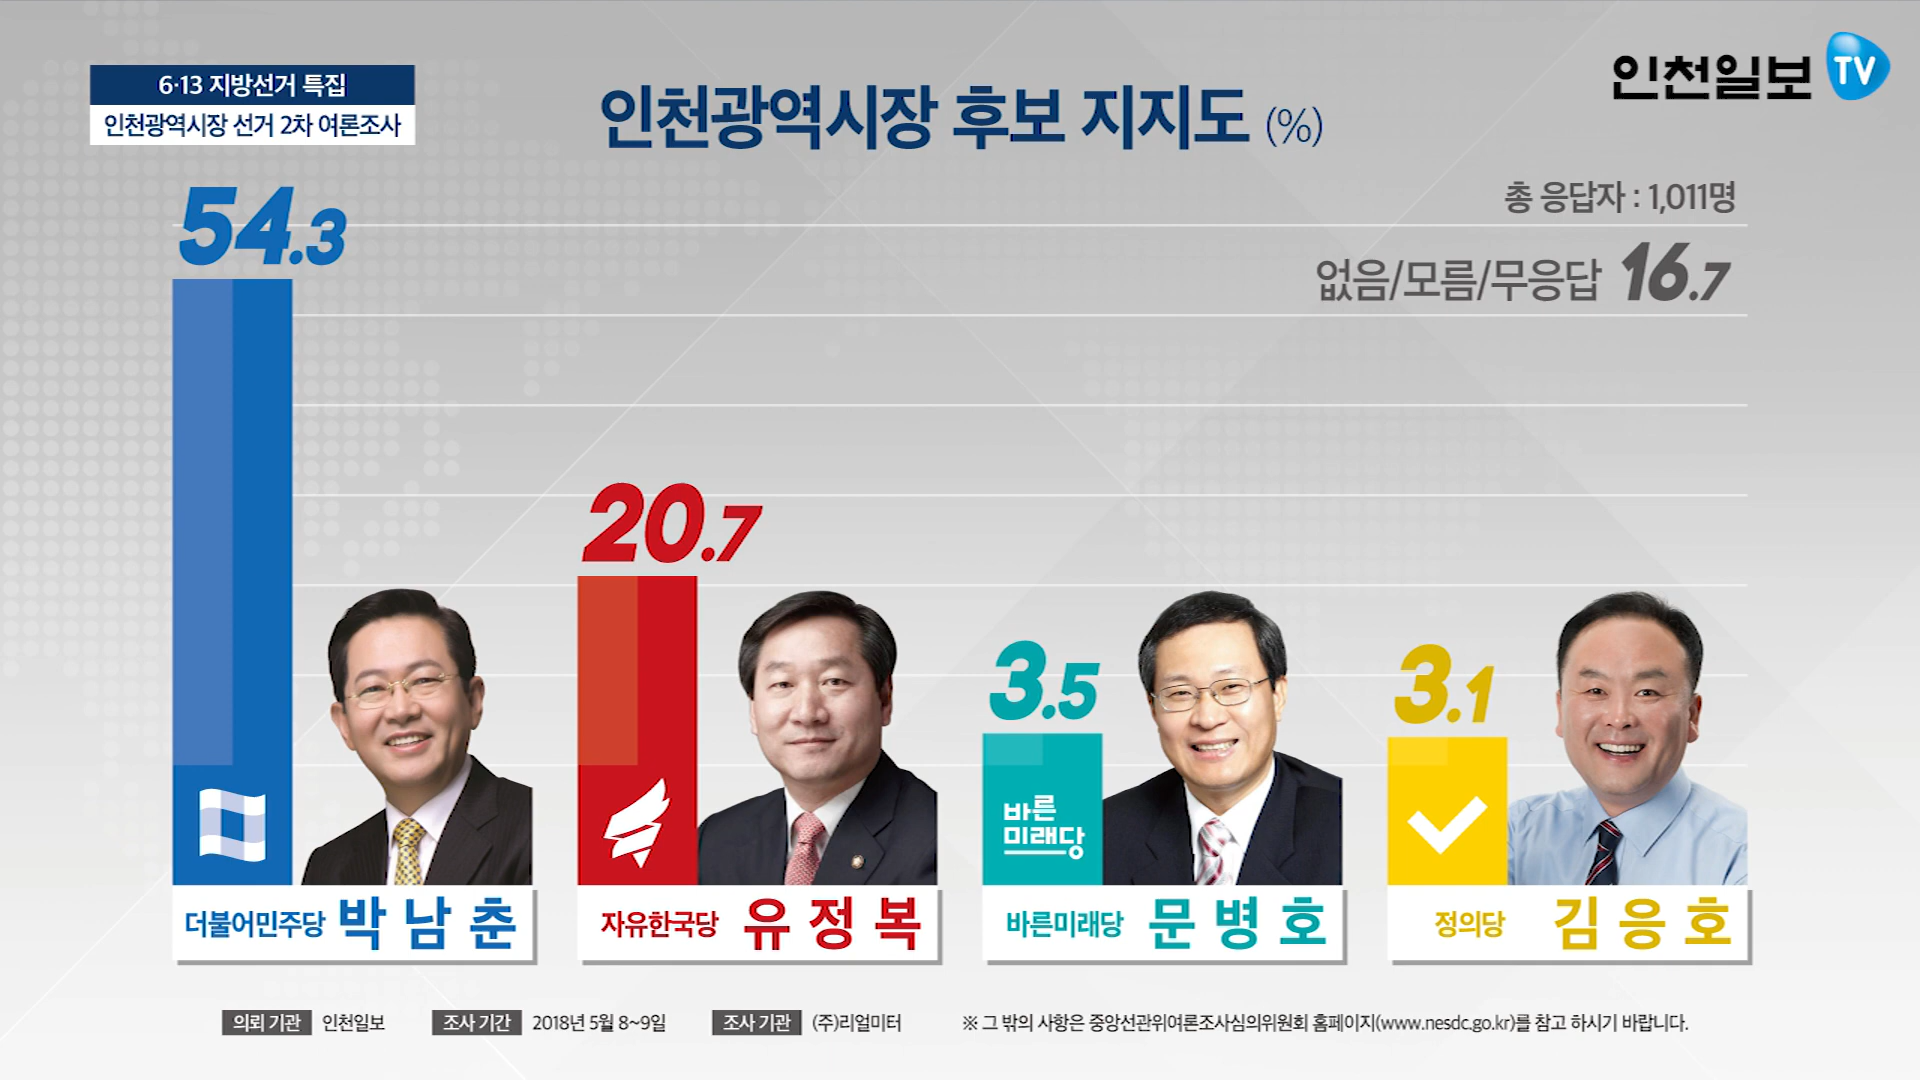 6·13 지방선거 특집
인천광역시장 선거 2차 여론조사
인천광역시장 후보 지지도 (%)
인천일보 TV
총 응답자 : 1,011명
없음/모름/무응답 16.7
54.3
20.7
3.5
3.1
바른
미래당
더불어민주당 박남춘
자유한국당 유정복
바른미래당 문병호
정의당 김응호
의뢰 기관 인천일보 조사 기간 2018년 5월 8~9일 조사 기관 (주)리얼미터 ※ 그 밖의 사항은 중앙선관위여론조사심의위원회 홈페이지(www.nesdc.go.kr)를 참고 하시기 바랍니다.